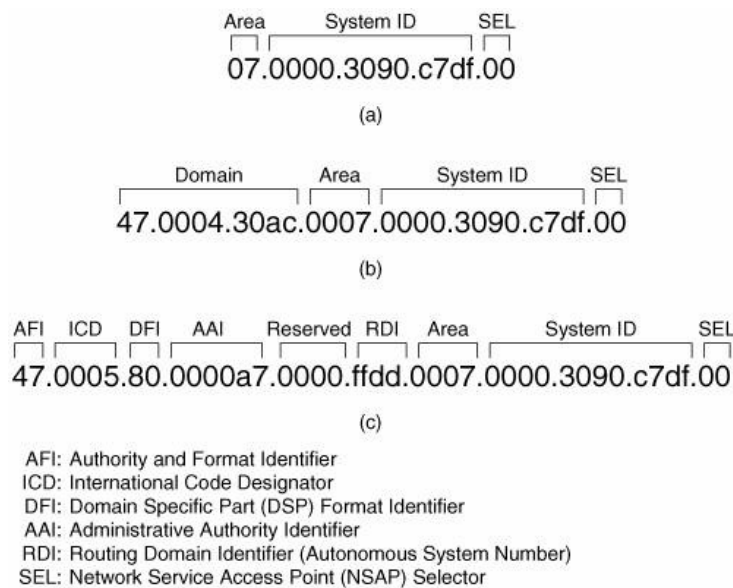 Area System ID SEL
07.0000.3090.c7df.00
(a)
Domain Area System ID SEL
47.0004.30ac.0007.0000.3090.c7df.00
(b)
AFI ICD DFI AAI Reserved RDI Area System ID SEL
47.0005.80.0000a7.0000.ffdd.0007.0000.3090.c7df.00
(c)
AFI: Authority and Format Identifier
ICD: International Code Designator
DFI: Domain Specific Part (DSP) Format Identifier
AAI: Administrative Authority Identifier
RDI: Routing Domain Identifier (Autonomous System Number)
SEL: Network Service Access Point (NSAP) Selector